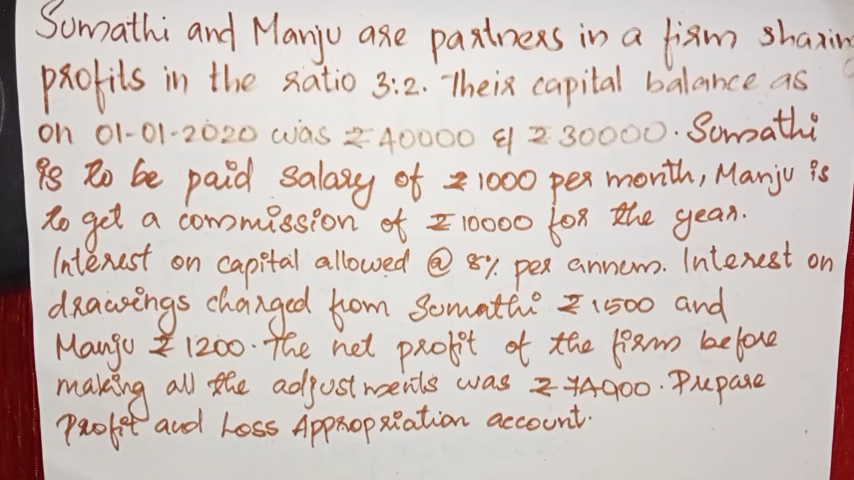 Sumathi and Manju are partners in a firm sharing
profits in the ratio 3:2. Their capital balance as
on 01-01-2020 was ₹ 40000 & ₹ 30000. Sumathi
is to be paid salary of ₹ 1000 per month, Manju is
to get a commission of ₹ 10000 for the year.
Interest on capital allowed @ 8% per annum. Interest on
drawings charged from Sumathi ₹ 1500 and
Manju ₹ 1200. The net profit of the firm before
making all the adjustments was ₹ 74900. Prepare
Profit and Loss Appropriation account.